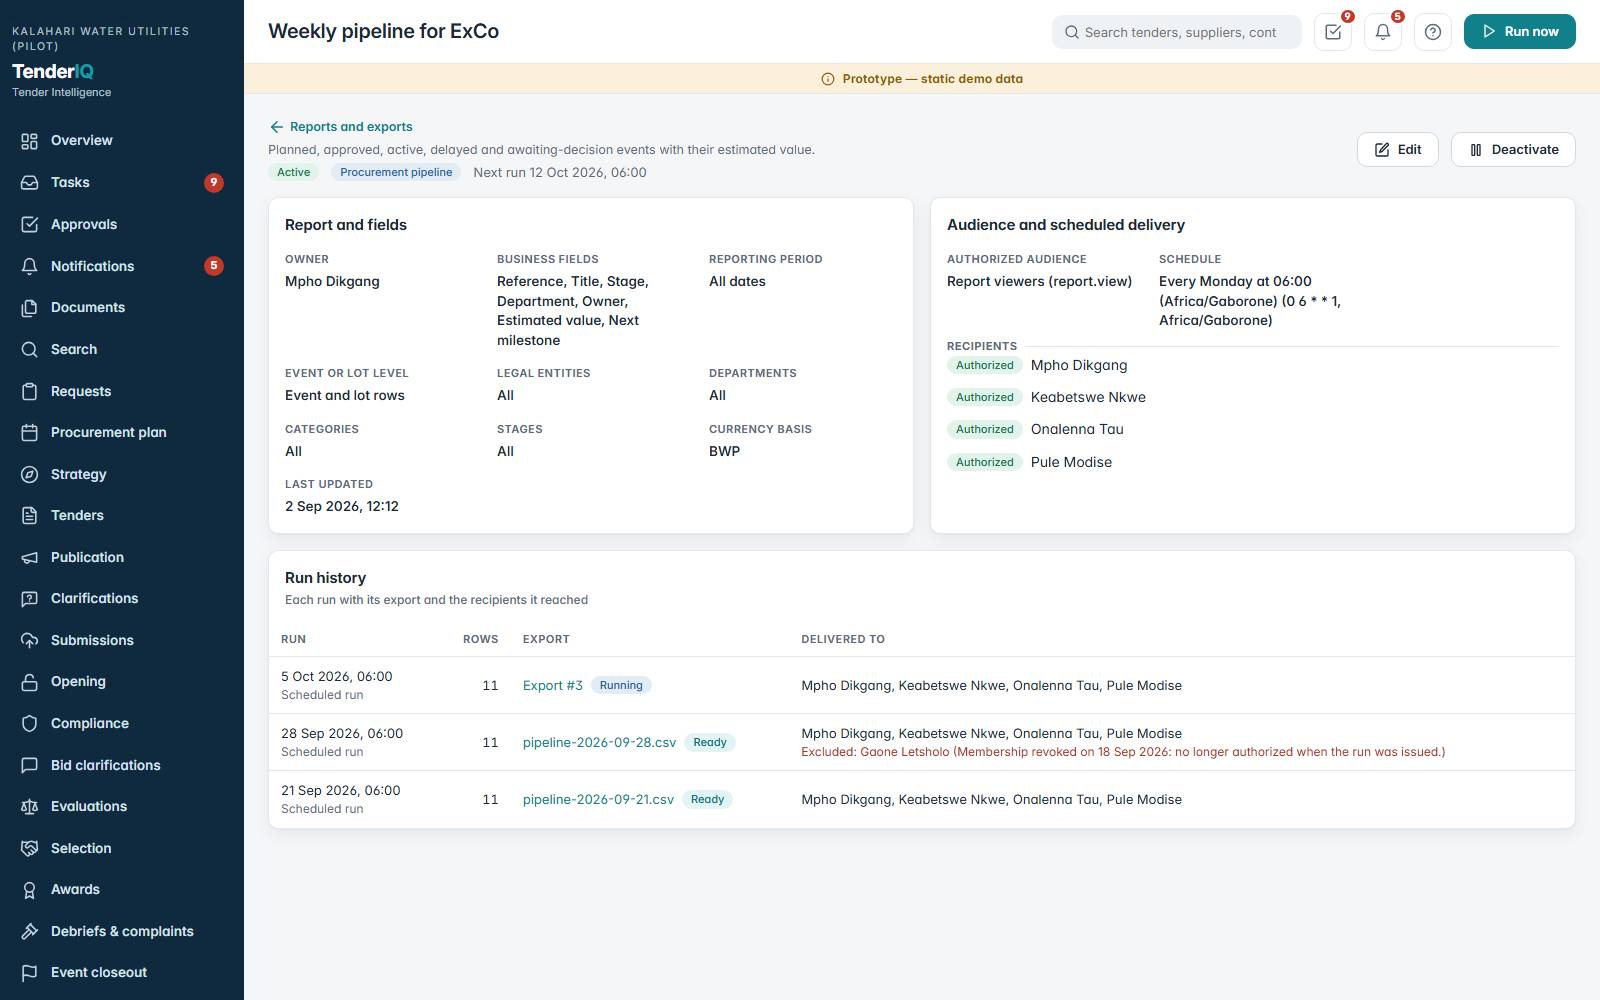 KALAHARI WATER UTILITIES
(PILOT)
TenderIQ
Tender Intelligence
Overview
Tasks 9
Approvals
Notifications 5
Documents
Search
Requests
Procurement plan
Strategy
Tenders
Publication
Clarifications
Submissions
Opening
Compliance
Bid clarifications
Evaluations
Selection
Awards
Debriefs & complaints
Event closeout
Weekly pipeline for ExCo
Search tenders, suppliers, cont
9
5
Run now
Prototype — static demo data
Reports and exports
Planned, approved, active, delayed and awaiting-decision events with their estimated value.
Active Procurement pipeline Next run 12 Oct 2026, 06:00
Edit
Deactivate
Report and fields
OWNER
Mpho Dikgang
BUSINESS FIELDS
Reference, Title, Stage,
Department, Owner,
Estimated value, Next
milestone
REPORTING PERIOD
All dates
EVENT OR LOT LEVEL
Event and lot rows
LEGAL ENTITIES
All
DEPARTMENTS
All
CATEGORIES
All
STAGES
All
CURRENCY BASIS
BWP
LAST UPDATED
2 Sep 2026, 12:12
Audience and scheduled delivery
AUTHORIZED AUDIENCE
Report viewers (report.view)
SCHEDULE
Every Monday at 06:00
(Africa/Gaborone) (0 6 * * 1,
Africa/Gaborone)
RECIPIENTS
Authorized Mpho Dikgang
Authorized Keabetswe Nkwe
Authorized Onalenna Tau
Authorized Pule Modise
Run history
Each run with its export and the recipients it reached
RUN ROWS EXPORT DELIVERED TO
5 Oct 2026, 06:00
Scheduled run
11
Export #3 Running
Mpho Dikgang, Keabetswe Nkwe, Onalenna Tau, Pule Modise
28 Sep 2026, 06:00
Scheduled run
11
pipeline-2026-09-28.csv Ready
Mpho Dikgang, Keabetswe Nkwe, Onalenna Tau, Pule Modise
Excluded: Gaone Letsholo (Membership revoked on 18 Sep 2026: no longer authorized when the run was issued.)
21 Sep 2026, 06:00
Scheduled run
11
pipeline-2026-09-21.csv Ready
Mpho Dikgang, Keabetswe Nkwe, Onalenna Tau, Pule Modise